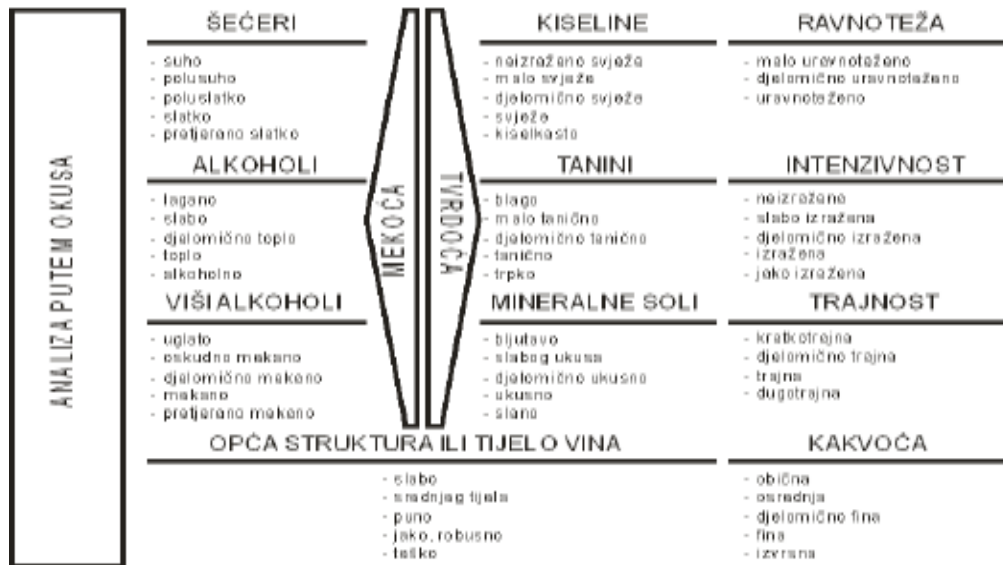 ANALIZA PUTEM OKUSA
ŠEĆERI
- suho
- polusuho
- poluslatko
- slatko
- pretjerano slatko
ALKOHOLI
- lagano
- slabo
- djelomično toplo
- toplo
- alkoholno
VIŠI ALKOHOLI
- uglato
- oskudno mekano
- djelomično mekano
- mekano
- pretjerano mekano
MEKOĆA
TVRDOĆA
KISELINE
- neizraženo svježe
- malo svježe
- djelomično svježe
- svježe
- kiselkasto
TANINI
- blago
- malo tanično
- djelomično tanično
- tanično
- trpko
MINERALNE SOLI
- bljutavo
- slabog ukusa
- djelomično ukusno
- ukusno
- slano
RAVNOTEŽA
- malo uravnoteženo
- djelomično uravnoteženo
- uravnoteženo
INTENZIVNOST
- neizražena
- slabo izražena
- djelomično izražena
- izražena
- jako izražena
TRAJNOST
- kratkotrajna
- djelomično trajna
- trajna
- dugotrajna
OPĆA STRUKTURA ILI TIJELO VINA
- slabo
- srednjeg tijela
- puno
- jako, robusno
- teško
KAKVOĆA
- obična
- osrednja
- djelomično fina
- fina
- izvrsna